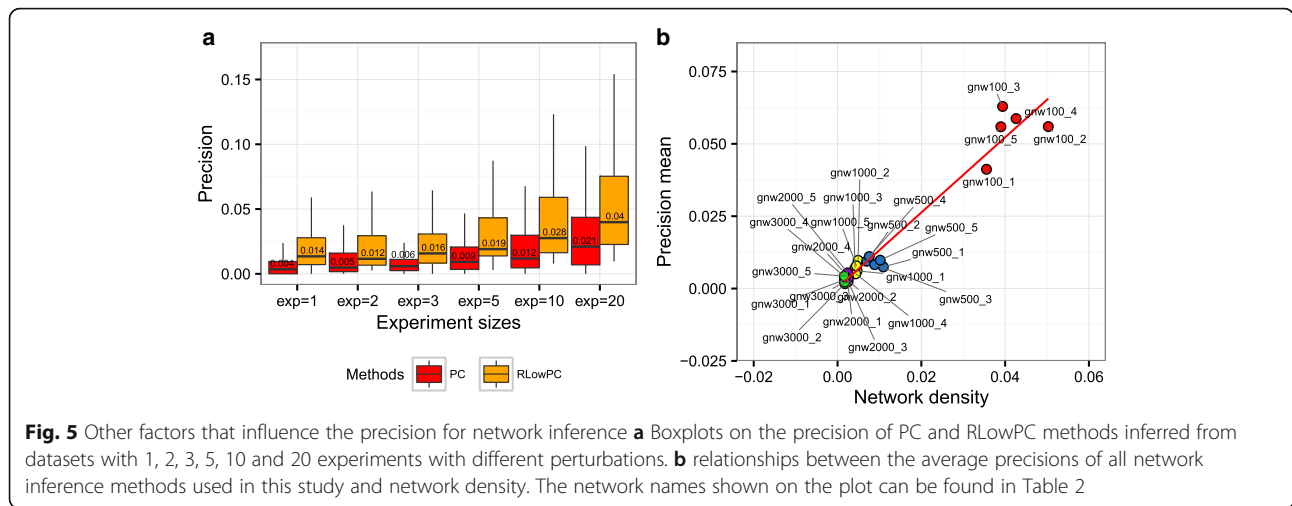 a
Precision
0.15
0.10
0.05
0.00
0.004
0.014
0.005
0.012
0.006
0.016
0.009
0.019
0.012
0.028
0.021
0.04
exp=1 exp=2 exp=3 exp=5 exp=10 exp=20
Experiment sizes
Methods PC RLowPC
b
Precision mean
0.075
0.050
0.025
0.000
−0.025
gnw100_3
gnw100_4
gnw100_5 gnw100_2
gnw100_1
gnw1000_2
gnw2000_5 gnw1000_3 gnw500_4
gnw3000_4 gnw1000_5 gnw500_2 gnw500_5
gnw2000_4 gnw500_1
gnw3000_5 gnw1000_1
gnw3000_1 gnw3000_3 gnw2000_2 gnw500_3
gnw3000_2 gnw2000_1 gnw1000_4
gnw2000_3
−0.02 0.00 0.02 0.04 0.06
Network density
Fig. 5 Other factors that influence the precision for network inference a Boxplots on the precision of PC and RLowPC methods inferred from
datasets with 1, 2, 3, 5, 10 and 20 experiments with different perturbations. b relationships between the average precisions of all network
inference methods used in this study and network density. The network names shown on the plot can be found in Table 2